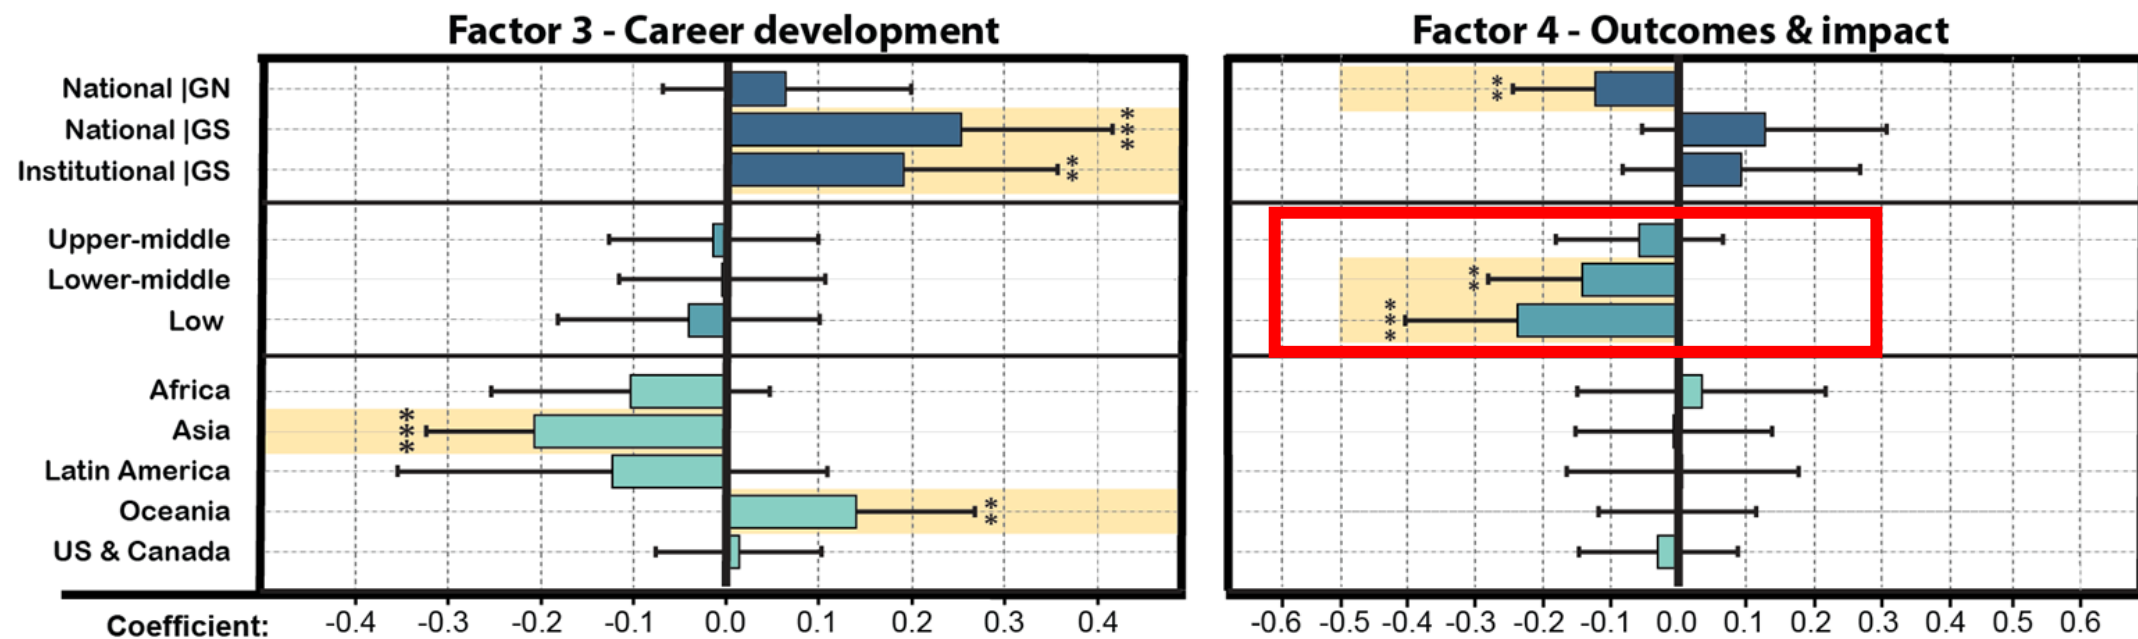 Factor 3 - Career development
Factor 4 - Outcomes & impact
National |GN
**
National |GS
***
Institutional |GS
**
Upper-middle
Lower-middle
**
Low
***
Africa
Asia
***
Latin America
Oceania
**
US & Canada
Coefficient: -0.4 -0.3 -0.2 -0.1 0.0 0.1 0.2 0.3 0.4
-0.6 -0.5 -0.4 -0.3 -0.2 -0.1 0.0 0.1 0.2 0.3 0.4 0.5 0.6